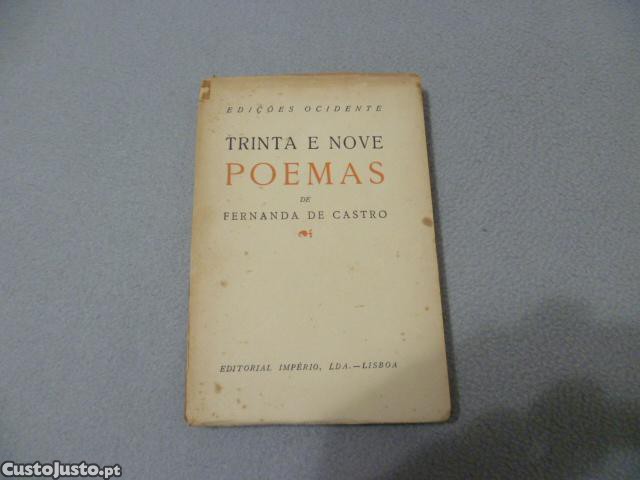 EDIÇÕES OCIDENTE
TRINTA E NOVE
POEMAS
DE
FERNANDA DE CASTRO
EDITORIAL IMPÉRIO, LDA.—LISBOA
CustoJusto.pt